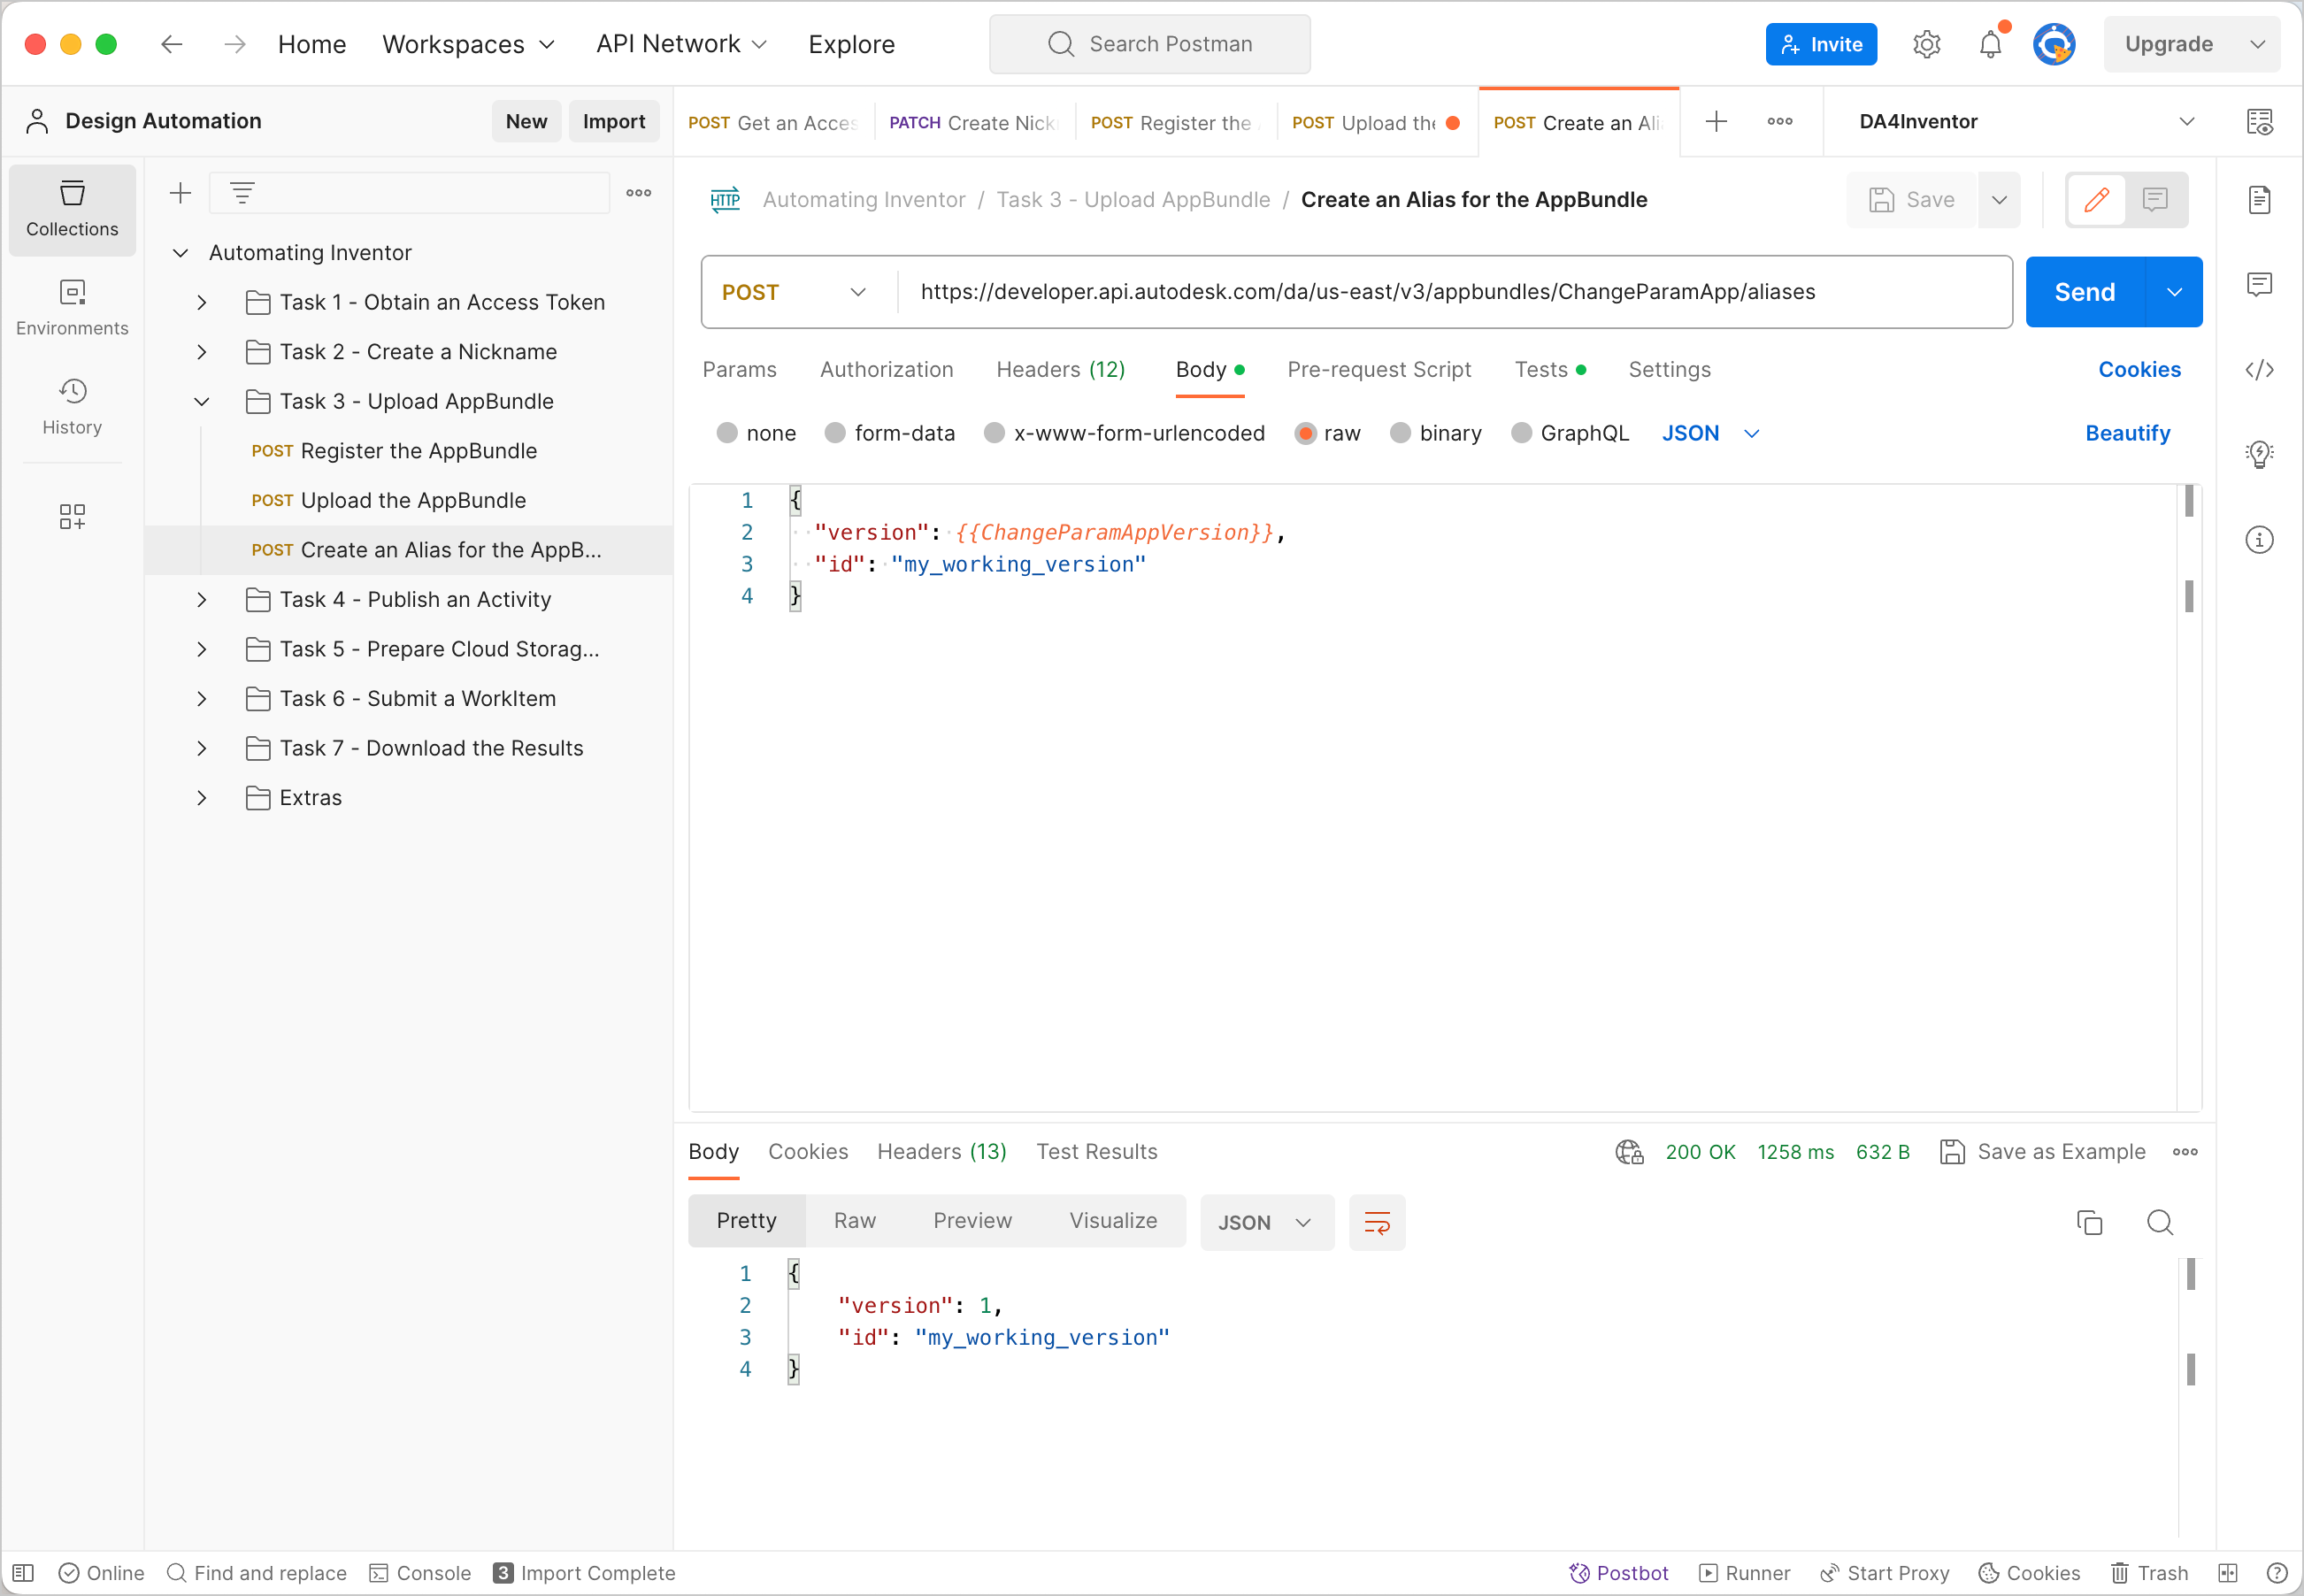 Home Workspaces API Network Explore Search Postman Invite Upgrade
Design Automation New Import
POST Get an Acces PATCH Create Nick POST Register the POST Upload the POST Create an Ali DA4Inventor
Collections
Environments
History
Automating Inventor
Task 1 - Obtain an Access Token
Task 2 - Create a Nickname
Task 3 - Upload AppBundle
POST Register the AppBundle
POST Upload the AppBundle
POST Create an Alias for the AppB...
Task 4 - Publish an Activity
Task 5 - Prepare Cloud Storag...
Task 6 - Submit a WorkItem
Task 7 - Download the Results
Extras
HTTP Automating Inventor / Task 3 - Upload AppBundle / Create an Alias for the AppBundle Save
POST https://developer.api.autodesk.com/da/us-east/v3/appbundles/ChangeParamApp/aliases Send
Params Authorization Headers (12) Body Pre-request Script Tests Settings Cookies
none form-data x-www-form-urlencoded raw binary GraphQL JSON Beautify
1 {
2 "version": {{ChangeParamAppVersion}},
3 "id": "my_working_version"
4 }
Body Cookies Headers (13) Test Results 200 OK 1258 ms 632 B Save as Example
Pretty Raw Preview Visualize JSON
1 {
2 "version": 1,
3 "id": "my_working_version"
4 }
Online Find and replace Console 3 Import Complete Postbot Runner Start Proxy Cookies Trash